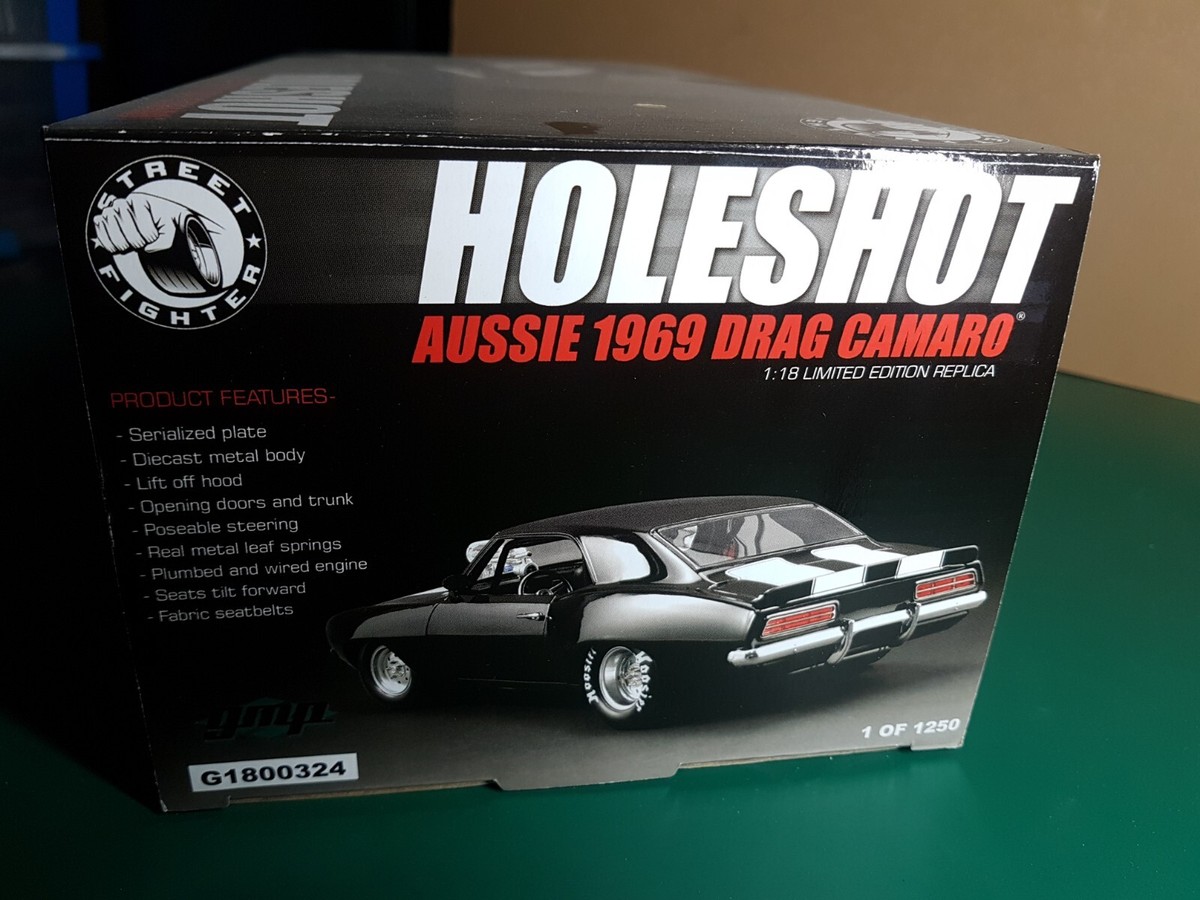 HOLESHOT
STREET
FIGHTER
HOLESHOT
AUSSIE 1969 DRAG CAMARO®
1:18 LIMITED EDITION REPLICA
PRODUCT FEATURES-
- Serialized plate
- Diecast metal body
- Lift off hood
- Opening doors and trunk
- Poseable steering
- Real metal leaf springs
- Plumbed and wired engine
- Seats tilt forward
- Fabric seatbelts
Hoosier
Hoosier
gmp
1 OF 1250
G1800324